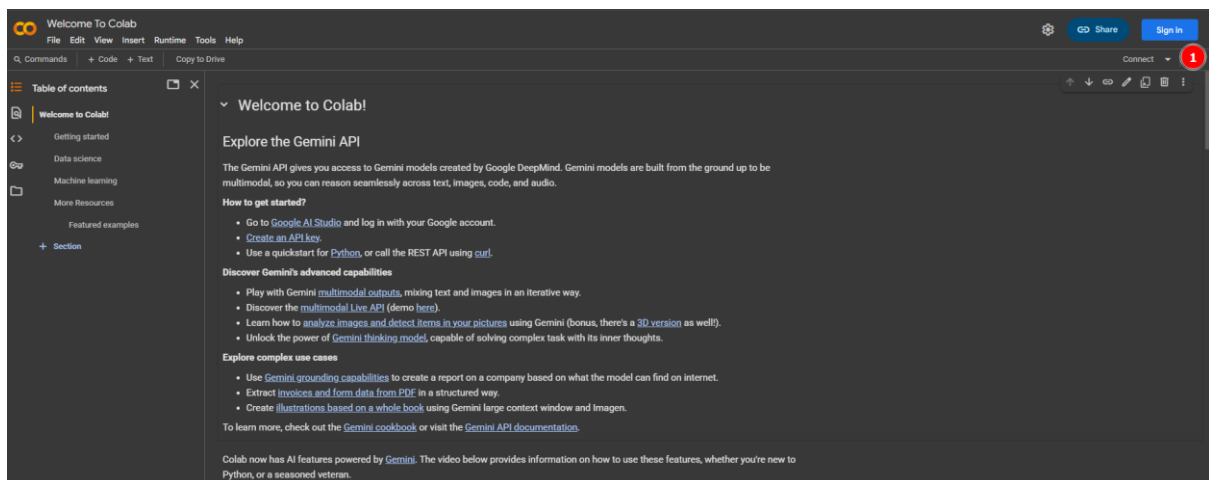 Welcome To Colab
File Edit View Insert Runtime Tools Help
Share
Sign in
Commands + Code + Text Copy to Drive
Connect
1
Table of contents
Welcome to Colab!
Getting started
Data science
Machine learning
More Resources
Featured examples
+ Section
Welcome to Colab!
Explore the Gemini API
The Gemini API gives you access to Gemini models created by Google DeepMind. Gemini models are built from the ground up to be
multimodal, so you can reason seamlessly across text, images, code, and audio.
How to get started?
• Go to Google AI Studio and log in with your Google account.
• Create an API key.
• Use a quickstart for Python, or call the REST API using curl.
Discover Gemini's advanced capabilities
• Play with Gemini multimodal outputs, mixing text and images in an iterative way.
• Discover the multimodal Live API (demo here).
• Learn how to analyze images and detect items in your pictures using Gemini (bonus, there's a 3D version as well!).
• Unlock the power of Gemini thinking model, capable of solving complex task with its inner thoughts.
Explore complex use cases
• Use Gemini grounding capabilities to create a report on a company based on what the model can find on internet.
• Extract invoices and form data from PDF in a structured way.
• Create illustrations based on a whole book using Gemini large context window and Imagen.
To learn more, check out the Gemini cookbook or visit the Gemini API documentation.
Colab now has AI features powered by Gemini. The video below provides information on how to use these features, whether you're new to
Python, or a seasoned veteran.